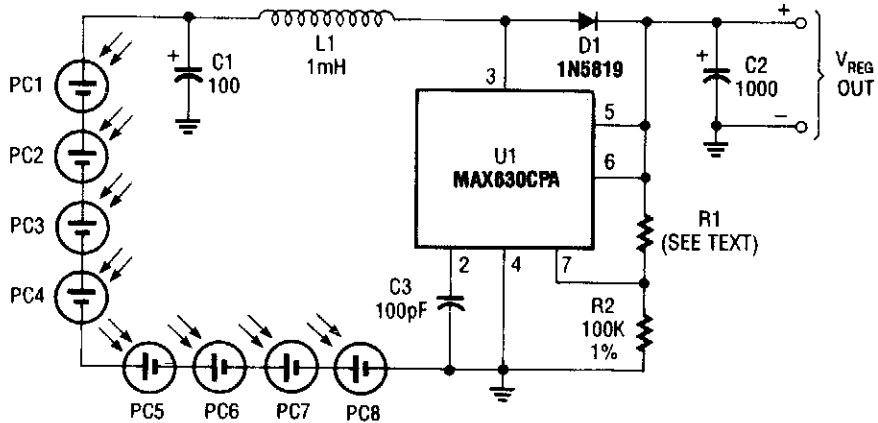 PC1
PC2
PC3
PC4
PC5
PC6
PC7
PC8
+
C1
100
L1
1mH
D1
1N5819
3
5
6
U1
MAX630CPA
2
4
7
C3
100pF
R1
(SEE TEXT)
R2
100K
1%
+
C2
1000
+
−
VREG
OUT